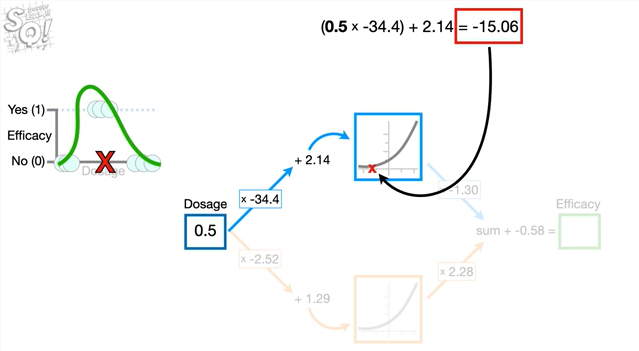 (0.5 x -34.4) + 2.14 = -15.06
Yes (1)
Efficacy
No (0)
Dosage
+ 2.14
x -34.4
-1.30
Dosage
0.5
sum + -0.58 =
Efficacy
x -2.52
x 2.28
+ 1.29